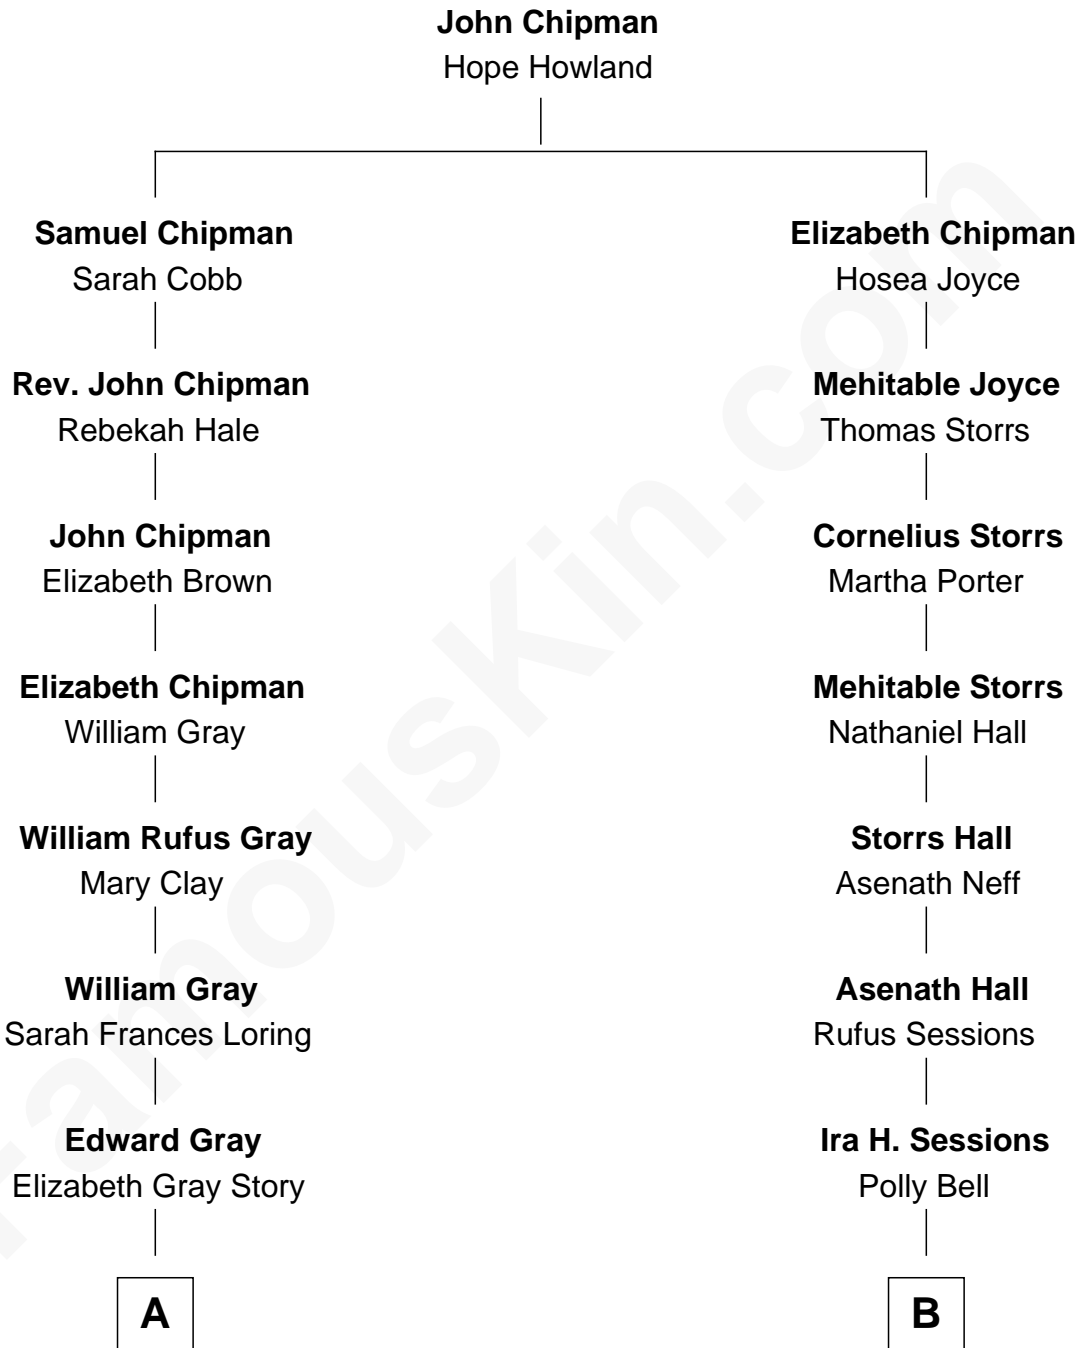 John Chipman
Hope Howland
Samuel Chipman
Sarah Cobb
Elizabeth Chipman
Hosea Joyce
Rev. John Chipman
Rebekah Hale
Mehitable Joyce
Thomas Storrs
John Chipman
Elizabeth Brown
Cornelius Storrs
Martha Porter
Elizabeth Chipman
William Gray
Mehitable Storrs
Nathaniel Hall
William Rufus Gray
Mary Clay
Storrs Hall
Asenath Neff
William Gray
Sarah Frances Loring
Asenath Hall
Rufus Sessions
Edward Gray
Elizabeth Gray Story
Ira H. Sessions
Polly Bell
A
B
FamousKin.com